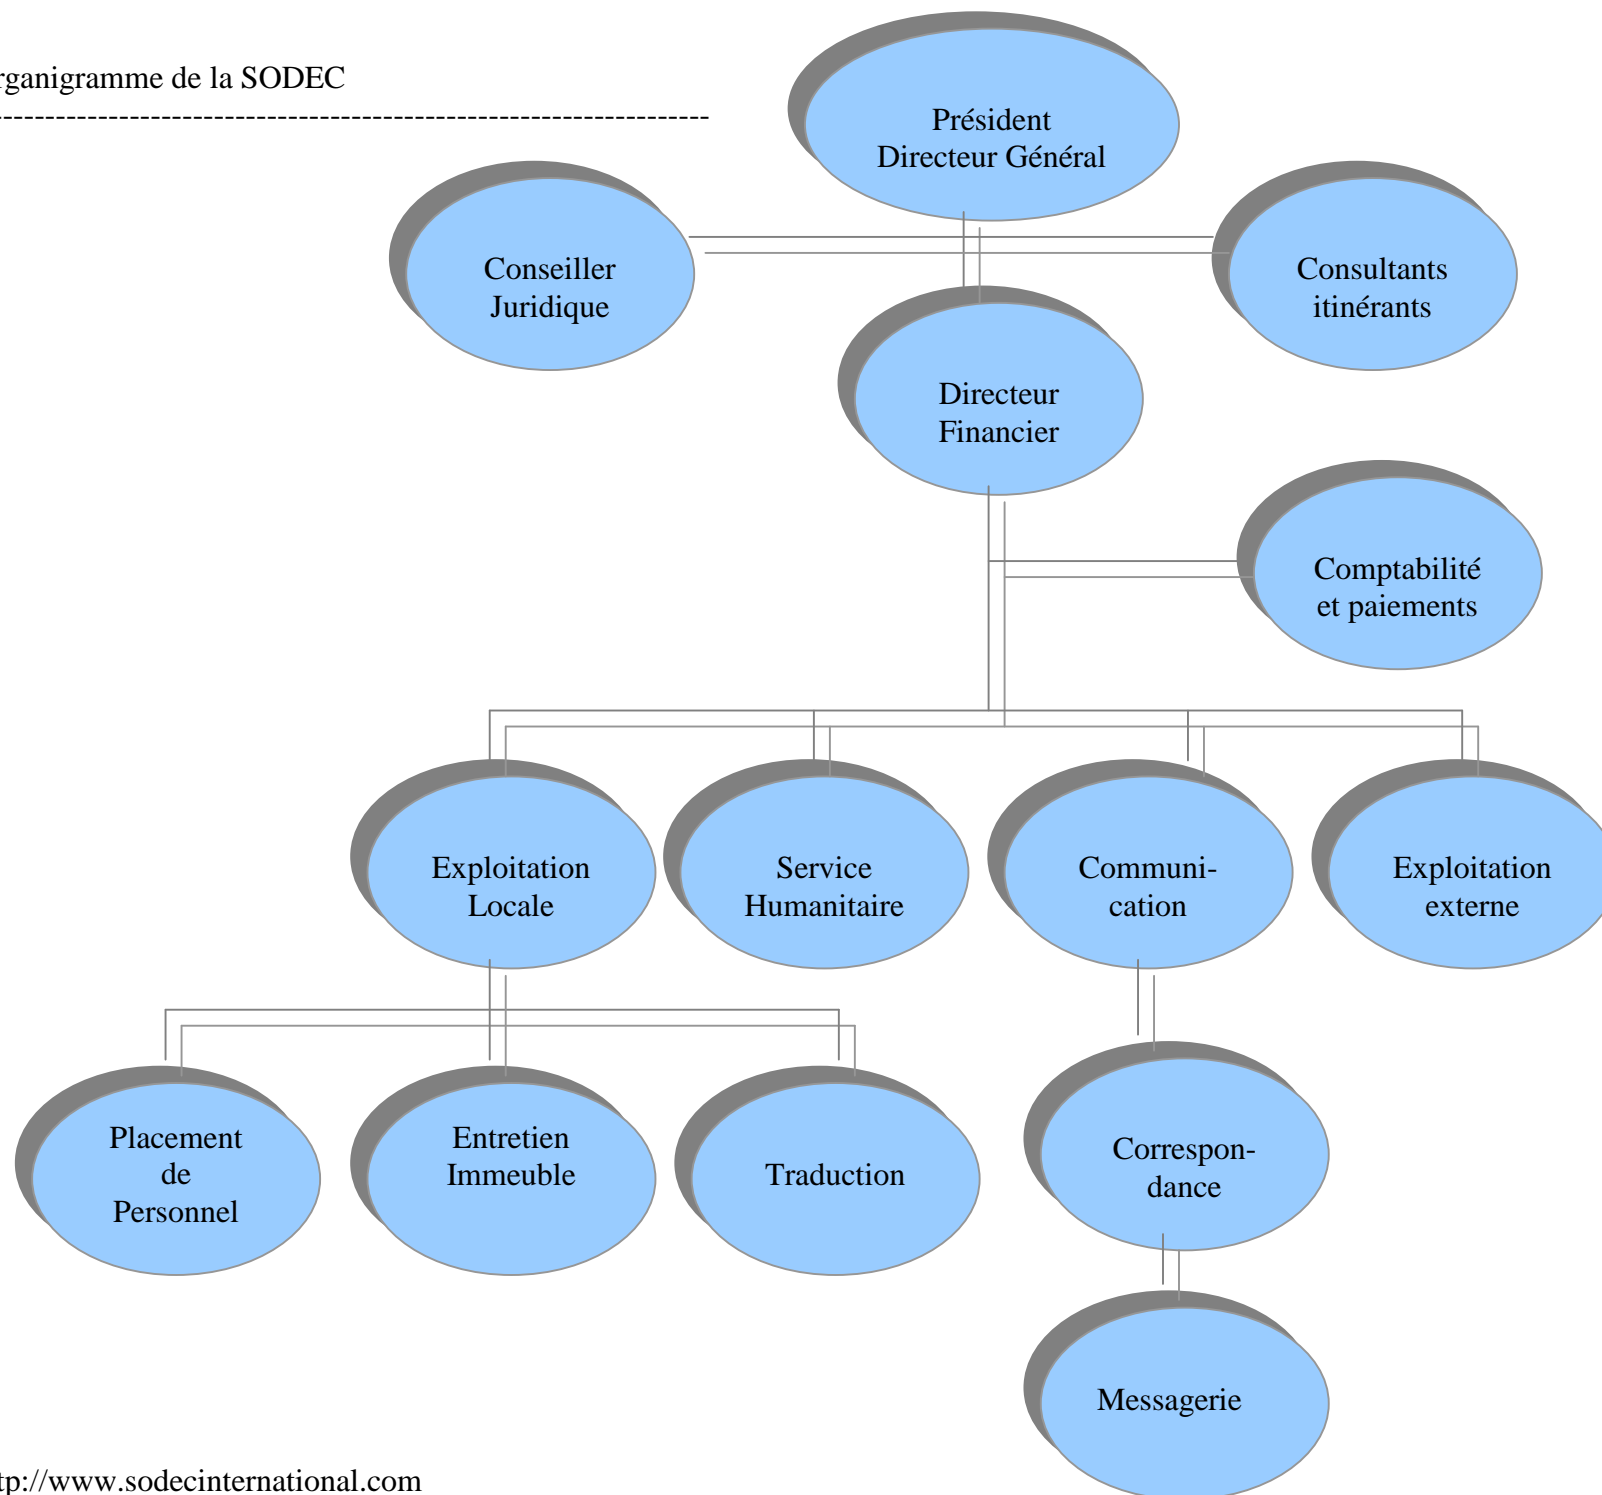 rganigramme de la SODEC
Président
Directeur Général
Conseiller
Juridique
Consultants
itinérants
Directeur
Financier
Comptabilité
et paiements
Exploitation
Locale
Service
Humanitaire
Communi-
cation
Exploitation
externe
Placement
de
Personnel
Entretien
Immeuble
Traduction
Correspon-
dance
Messagerie
tp://www.sodecinternational.com